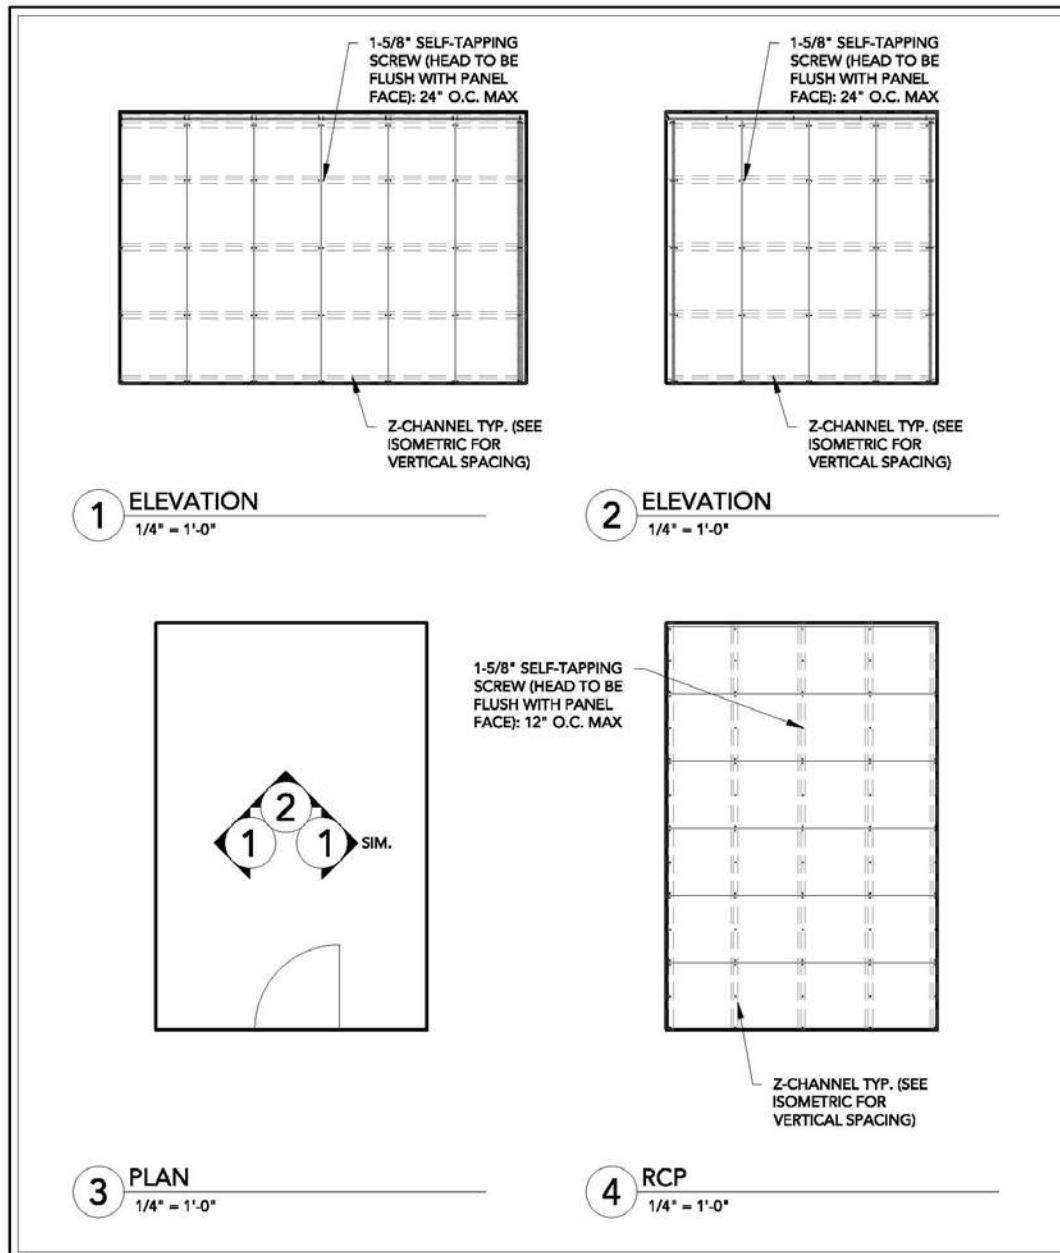 1-5/8" SELF-TAPPING
SCREW (HEAD TO BE
FLUSH WITH PANEL
FACE): 24" O.C. MAX
1-5/8" SELF-TAPPING
SCREW (HEAD TO BE
FLUSH WITH PANEL
FACE): 24" O.C. MAX
Z-CHANNEL TYP. (SEE
ISOMETRIC FOR
VERTICAL SPACING)
Z-CHANNEL TYP. (SEE
ISOMETRIC FOR
VERTICAL SPACING)
1 ELEVATION
1/4" = 1'-0"
2 ELEVATION
1/4" = 1'-0"
2
1
1 SIM.
1-5/8" SELF-TAPPING
SCREW (HEAD TO BE
FLUSH WITH PANEL
FACE): 12" O.C. MAX
Z-CHANNEL TYP. (SEE
ISOMETRIC FOR
VERTICAL SPACING)
3 PLAN
1/4" = 1'-0"
4 RCP
1/4" = 1'-0"